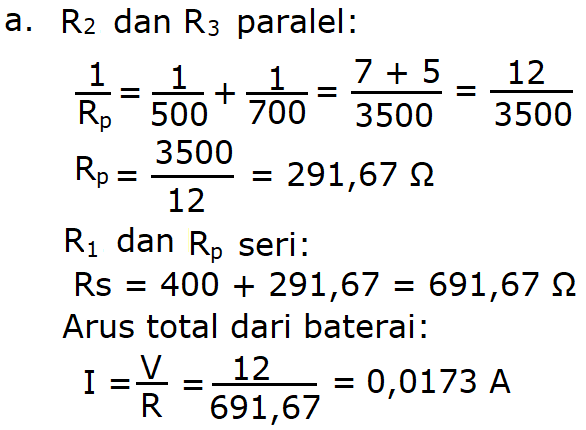 a. R₂ dan R₃ paralel:
1/Rₚ = 1/500 + 1/700 = 7 + 5/3500 = 12/3500
Rₚ = 3500/12 = 291,67 Ω
R₁ dan Rₚ seri:
Rs = 400 + 291,67 = 691,67 Ω
Arus total dari baterai:
I = V/R = 12/691,67 = 0,0173 A